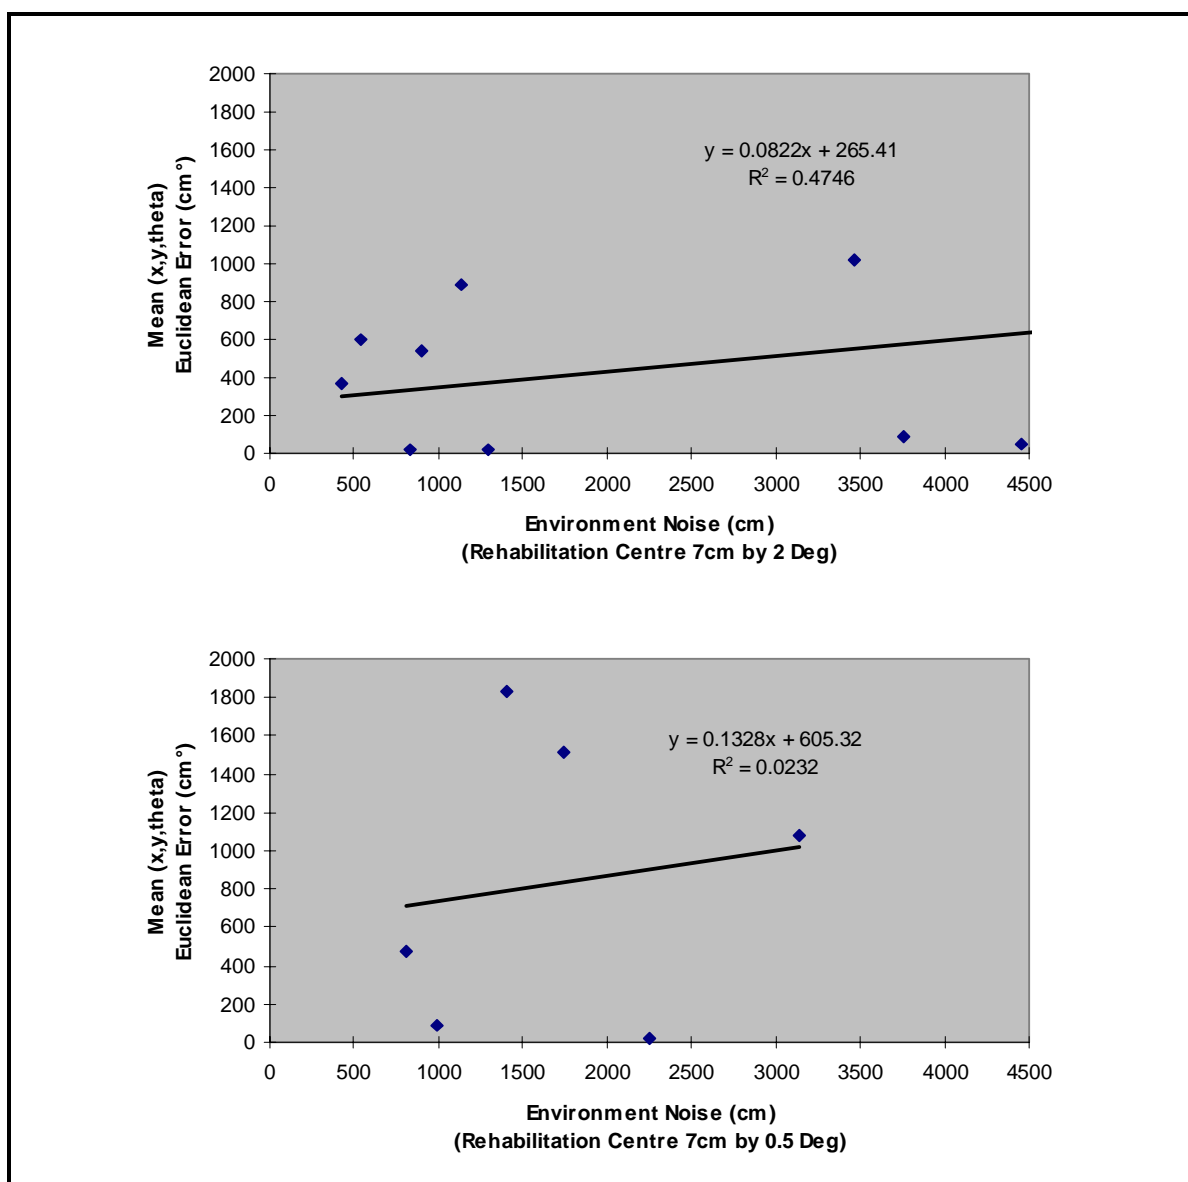 2000
1800
1600
1400
1200
1000
800
600
400
200
0
Mean (x,y,theta)
Euclidean Error (cm°)
y = 0.0822x + 265.41
R² = 0.4746
0 500 1000 1500 2000 2500 3000 3500 4000 4500
Environment Noise (cm)
(Rehabilitation Centre 7cm by 2 Deg)
2000
1800
1600
1400
1200
1000
800
600
400
200
0
Mean (x,y,theta)
Euclidean Error (cm°)
y = 0.1328x + 605.32
R² = 0.0232
0 500 1000 1500 2000 2500 3000 3500 4000 4500
Environment Noise (cm)
(Rehabilitation Centre 7cm by 0.5 Deg)